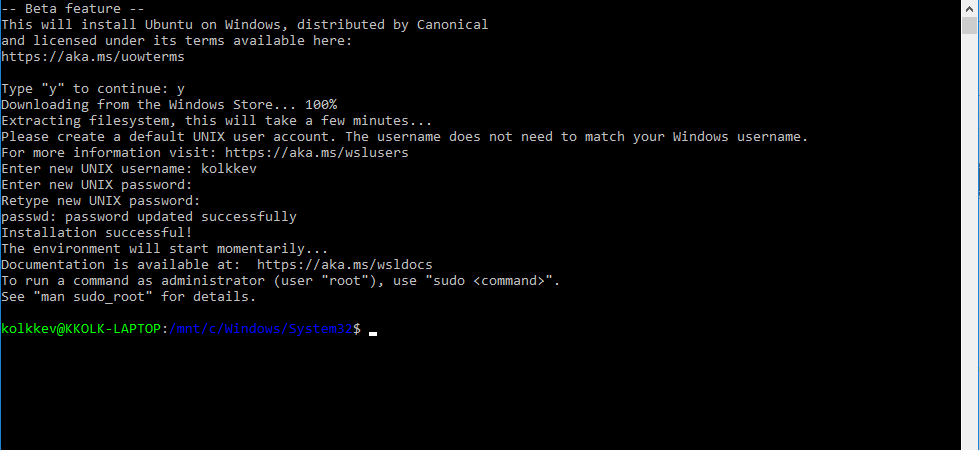 -- Beta feature --
This will install Ubuntu on Windows, distributed by Canonical
and licensed under its terms available here:
https://aka.ms/uowterms
Type "y" to continue: y
Downloading from the Windows Store... 100%
Extracting filesystem, this will take a few minutes...
Please create a default UNIX user account. The username does not need to match your Windows username.
For more information visit: https://aka.ms/wslusers
Enter new UNIX username: kolkkev
Enter new UNIX password:
Retype new UNIX password:
passwd: password updated successfully
Installation successful!
The environment will start momentarily...
Documentation is available at:  https://aka.ms/wsldocs
To run a command as administrator (user "root"), use "sudo <command>".
See "man sudo_root" for details.
kolkkev@KKOLK-LAPTOP:/mnt/c/Windows/System32$